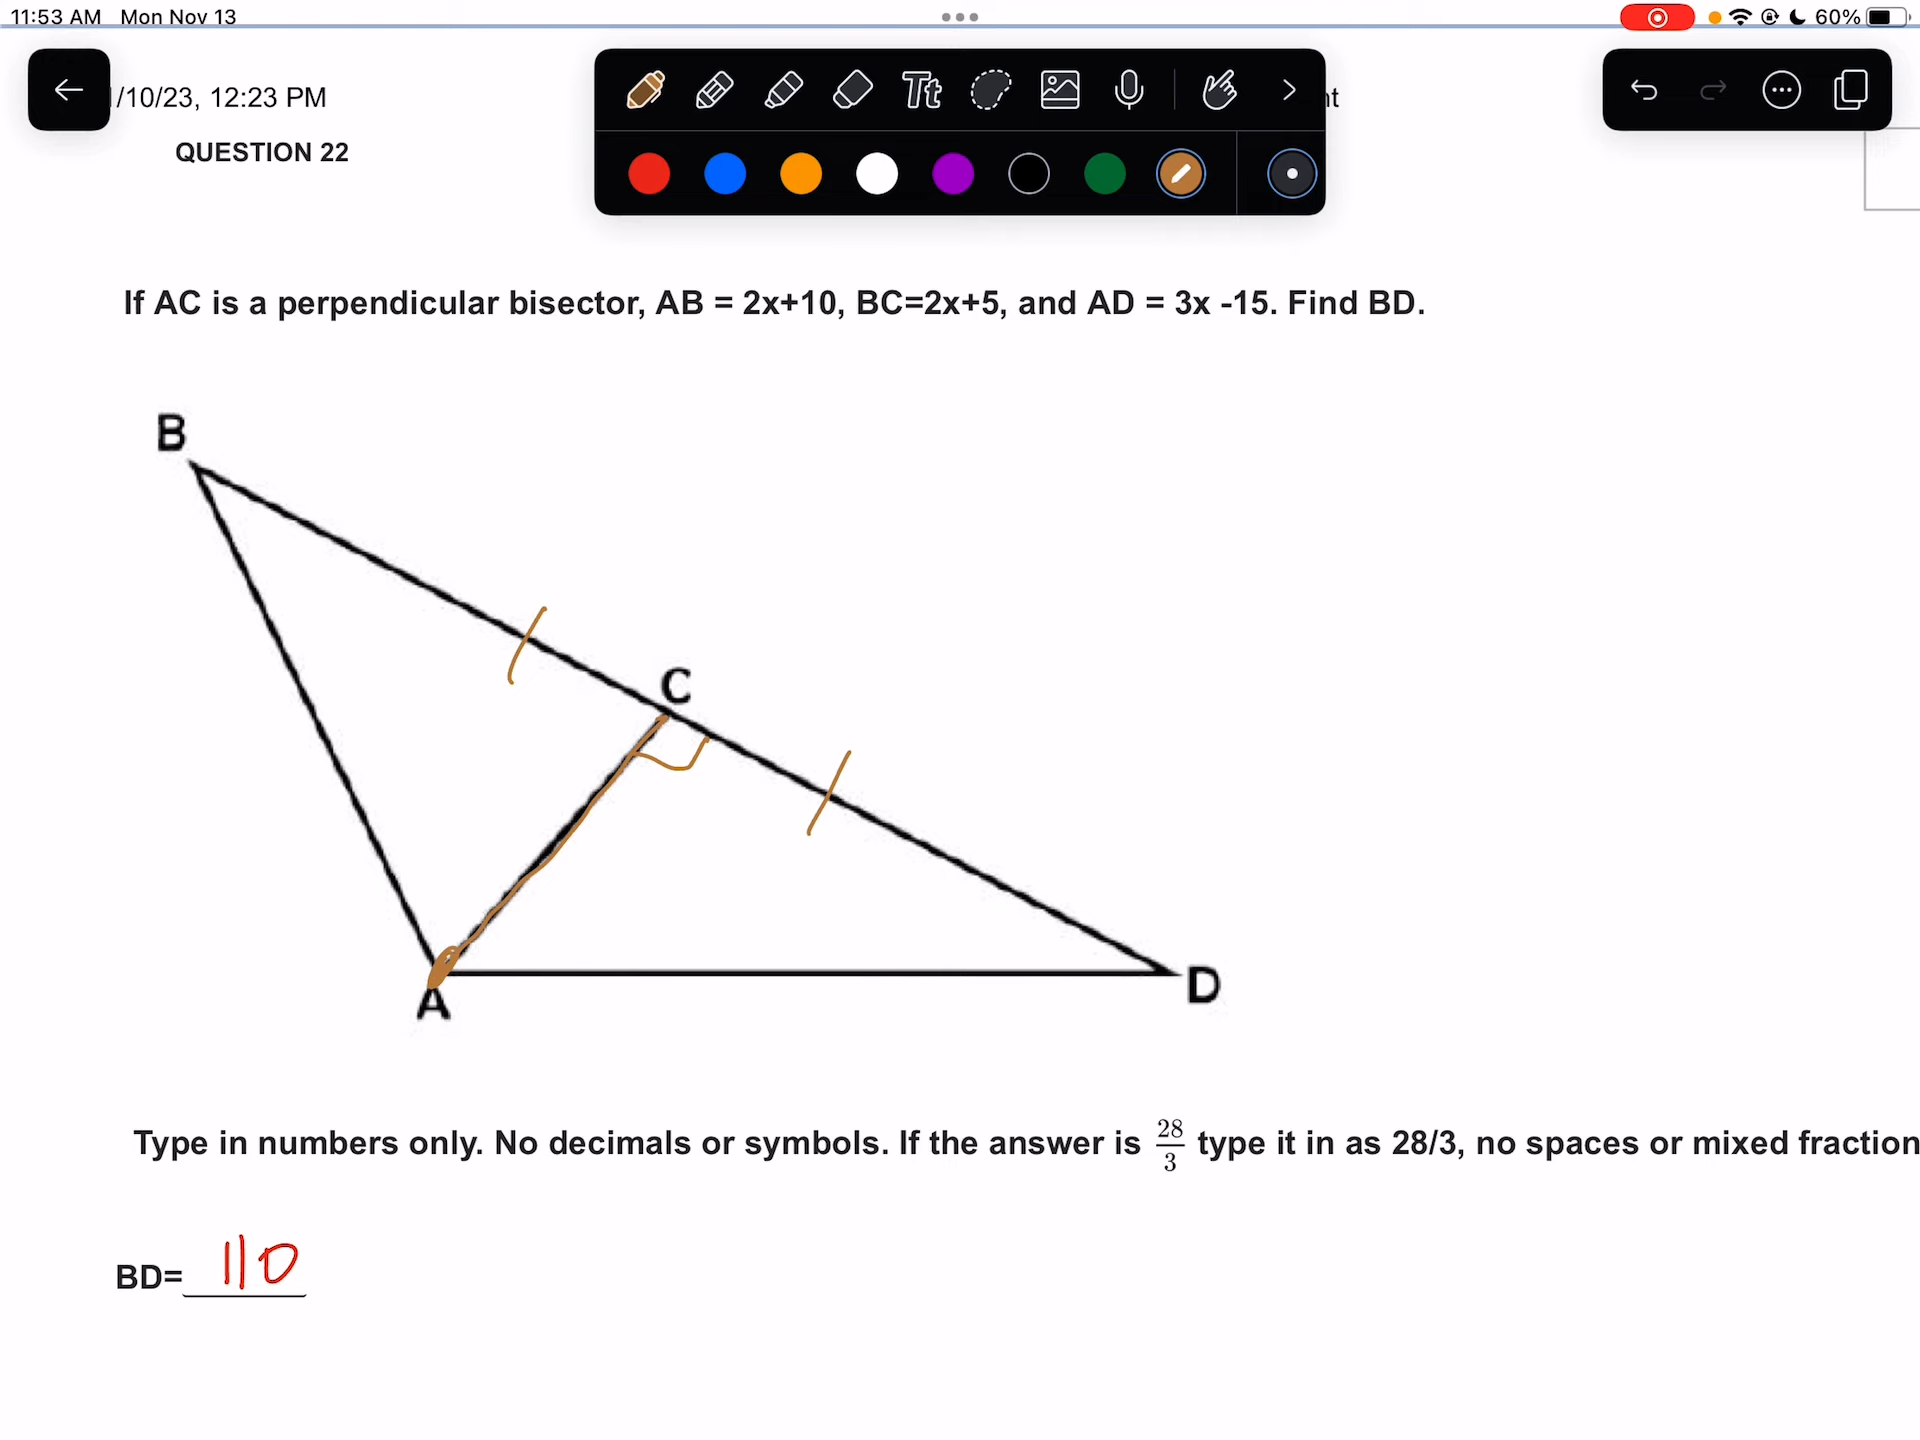 11:53 AM Mon Nov 13
60%
/10/23, 12:23 PM
Tt
nt
QUESTION 22
If AC is a perpendicular bisector, AB = 2x+10, BC=2x+5, and AD = 3x -15. Find BD.
B
C
A
D
Type in numbers only. No decimals or symbols. If the answer is 28/3 type it in as 28/3, no spaces or mixed fraction
BD= 110